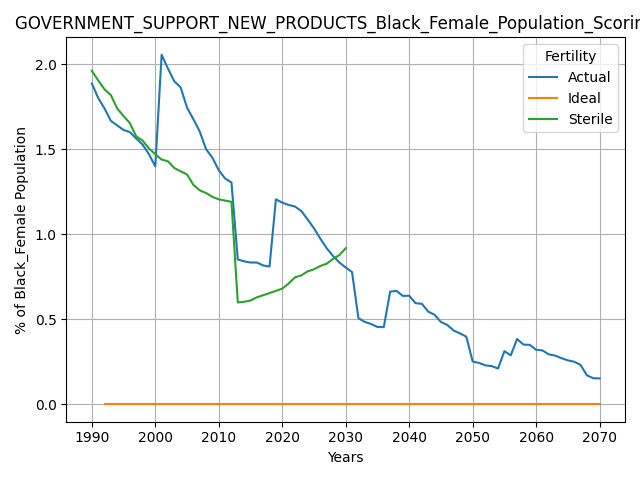 GOVERNMENT_SUPPORT_NEW_PRODUCTS_Black_Female_Population_Scorin
Fertility
Actual
Ideal
Sterile
% of Black_Female Population
2.0
1.5
1.0
0.5
0.0
1990 2000 2010 2020 2030 2040 2050 2060 2070
Years